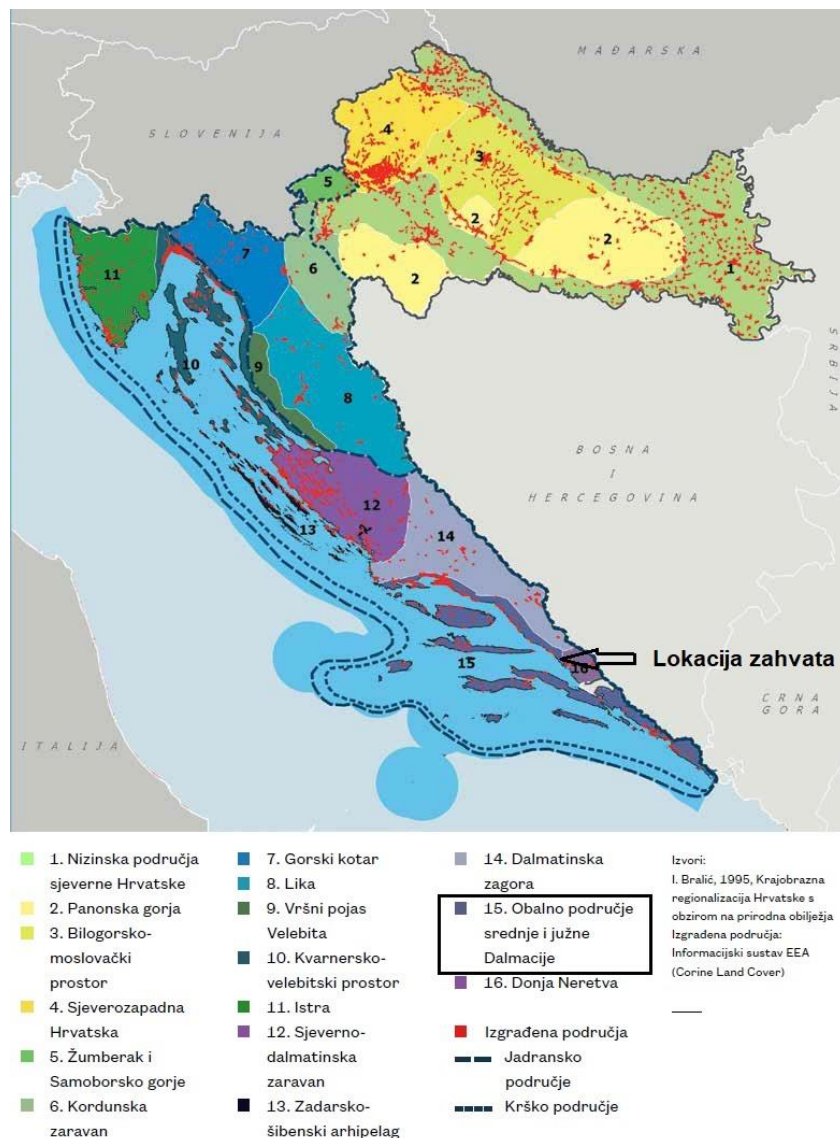 MAĐARSKA
SLOVENIJA
4
3
5
2
2
1
7
6
2
11
10
9
8
SRBIJA
BOSNA
I
HERCEGOVINA
12
13
14
15
16
Lokacija zahvata
CRNA
GORA
ITALIJA
1. Nizinska područja
sjeverne Hrvatske
2. Panonska gorja
3. Bilogorsko-
moslovački
prostor
4. Sjeverozapadna
Hrvatska
5. Žumberak i
Samoborsko gorje
6. Kordunska
zaravan
7. Gorski kotar
8. Lika
9. Vršni pojas
Velebita
10. Kvarnersko-
velebitski prostor
11. Istra
12. Sjeverno-
dalmatinska
zaravan
13. Zadarsko-
šibenski arhipelag
14. Dalmatinska
zagora
15. Obalno područje
srednje i južne
Dalmacije
16. Donja Neretva
Izgrađena područja
Jadransko
područje
Krško područje
Izvori:
I. Bralić, 1995, Krajobrazna
regionalizacija Hrvatske s
obzirom na prirodna obilježja
Izgrađena područja:
Informacijski sustav EEA
(Corine Land Cover)